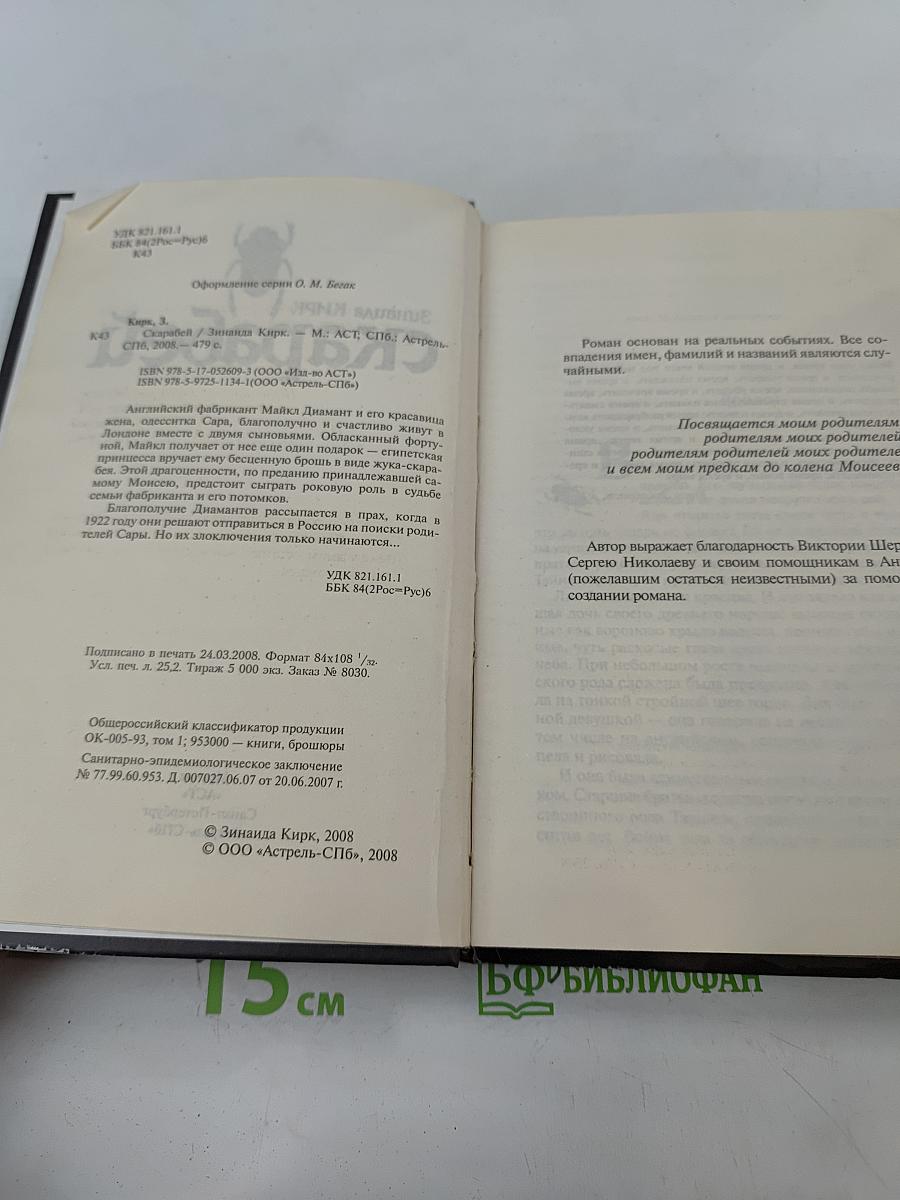 УДК 821.161.1
ББК 84(2Рос=Рус)6
К43
Оформление серии О. М. Бегак
Кирк, З.
К43 Скарабей / Зинаида Кирк. — М.: АСТ; СПб.: Астрель-
СПб, 2008.— 479 с.
ISBN 978-5-17-052609-3 (ООО «Изд-во АСТ»)
ISBN 978-5-9725-1134-1(ООО «Астрель-СПб»)
Английский фабрикант Майкл Диамант и его красавица
жена, одесситка Сара, благополучно и счастливо живут в
Лондоне вместе с двумя сыновьями. Обласканный форту-
ной, Майкл получает от нее еще один подарок — египетская
принцесса вручает ему бесценную брошь в виде жука-скара-
бея. Этой драгоценности, по преданию принадлежавшей са-
мому Моисею, предстоит сыграть роковую роль в судьбе
семьи фабриканта и его потомков.
Благополучие Диамантов рассыпается в прах, когда в
1922 году они решают отправиться в Россию на поиски роди-
телей Сары. Но их злоключения только начинаются...
УДК 821.161.1
ББК 84(2Рос=Рус)6
Подписано в печать 24.03.2008. Формат 84х108 1/32.
Усл. печ. л. 25,2. Тираж 5 000 экз. Заказ № 8030.
Общероссийский классификатор продукции
ОК-005-93, том 1; 953000 — книги, брошюры
Санитарно-эпидемиологическое заключение
№ 77.99.60.953. Д. 007027.06.07 от 20.06.2007 г.
© Зинаида Кирк, 2008
© ООО «Астрель-СПб», 2008
Роман основан на реальных событиях. Все со-
впадения имен, фамилий и названий являются слу-
чайными.
Посвящается моим родителям
родителям моих родителей
родителям родителей моих родителе
и всем моим предкам до колена Моисеев
Автор выражает благодарность Виктории Шер
Сергею Николаеву и своим помощникам в Ан
(пожелавшим остаться неизвестными) за помо
создании романа.
15 см
БФ БИБЛИОФАН